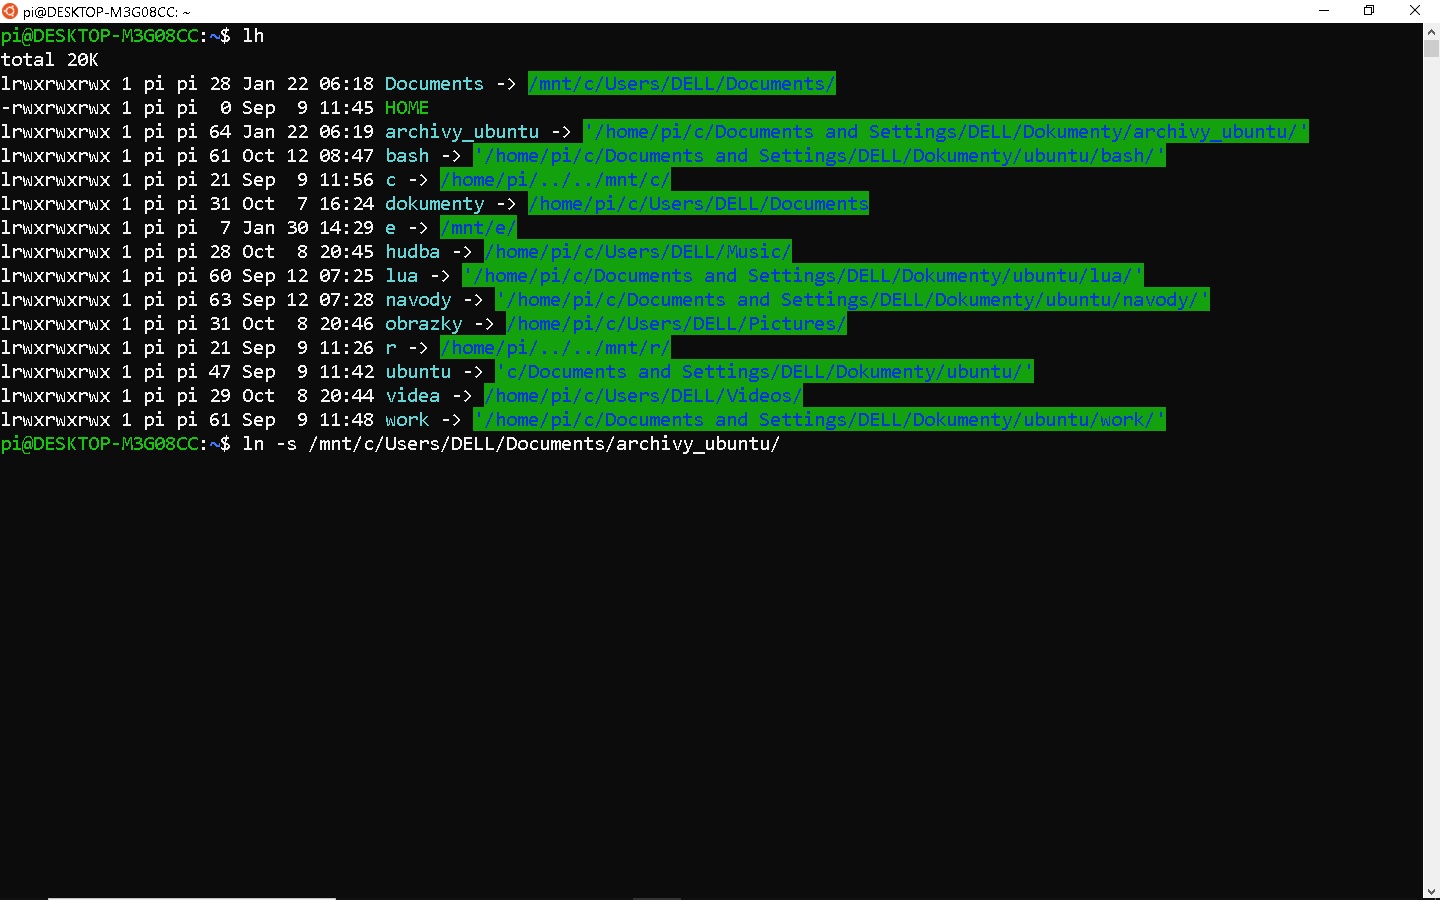 pi@DESKTOP-M3G08CC: ~
pi@DESKTOP-M3G08CC:~$ lh
total 20K
lrwxrwxrwx 1 pi pi 28 Jan 22 06:18 Documents -> /mnt/c/Users/DELL/Documents/
-rwxrwxrwx 1 pi pi  0 Sep  9 11:45 HOME
lrwxrwxrwx 1 pi pi 64 Jan 22 06:19 archivy_ubuntu -> '/home/pi/c/Documents and Settings/DELL/Dokumenty/archivy_ubuntu/'
lrwxrwxrwx 1 pi pi 61 Oct 12 08:47 bash -> '/home/pi/c/Documents and Settings/DELL/Dokumenty/ubuntu/bash/'
lrwxrwxrwx 1 pi pi 21 Sep  9 11:56 c -> /home/pi/../../mnt/c/
lrwxrwxrwx 1 pi pi 31 Oct  7 16:24 dokumenty -> /home/pi/c/Users/DELL/Documents
lrwxrwxrwx 1 pi pi  7 Jan 30 14:29 e -> /mnt/e/
lrwxrwxrwx 1 pi pi 28 Oct  8 20:45 hudba -> /home/pi/c/Users/DELL/Music/
lrwxrwxrwx 1 pi pi 60 Sep 12 07:25 lua -> '/home/pi/c/Documents and Settings/DELL/Dokumenty/ubuntu/lua/'
lrwxrwxrwx 1 pi pi 63 Sep 12 07:28 navody -> '/home/pi/c/Documents and Settings/DELL/Dokumenty/ubuntu/navody/'
lrwxrwxrwx 1 pi pi 31 Oct  8 20:46 obrazky -> /home/pi/c/Users/DELL/Pictures/
lrwxrwxrwx 1 pi pi 21 Sep  9 11:26 r -> /home/pi/../../mnt/r/
lrwxrwxrwx 1 pi pi 47 Sep  9 11:42 ubuntu -> 'c/Documents and Settings/DELL/Dokumenty/ubuntu/'
lrwxrwxrwx 1 pi pi 29 Oct  8 20:44 videa -> /home/pi/c/Users/DELL/Videos/
lrwxrwxrwx 1 pi pi 61 Sep  9 11:48 work -> '/home/pi/c/Documents and Settings/DELL/Dokumenty/ubuntu/work/'
pi@DESKTOP-M3G08CC:~$ ln -s /mnt/c/Users/DELL/Documents/archivy_ubuntu/